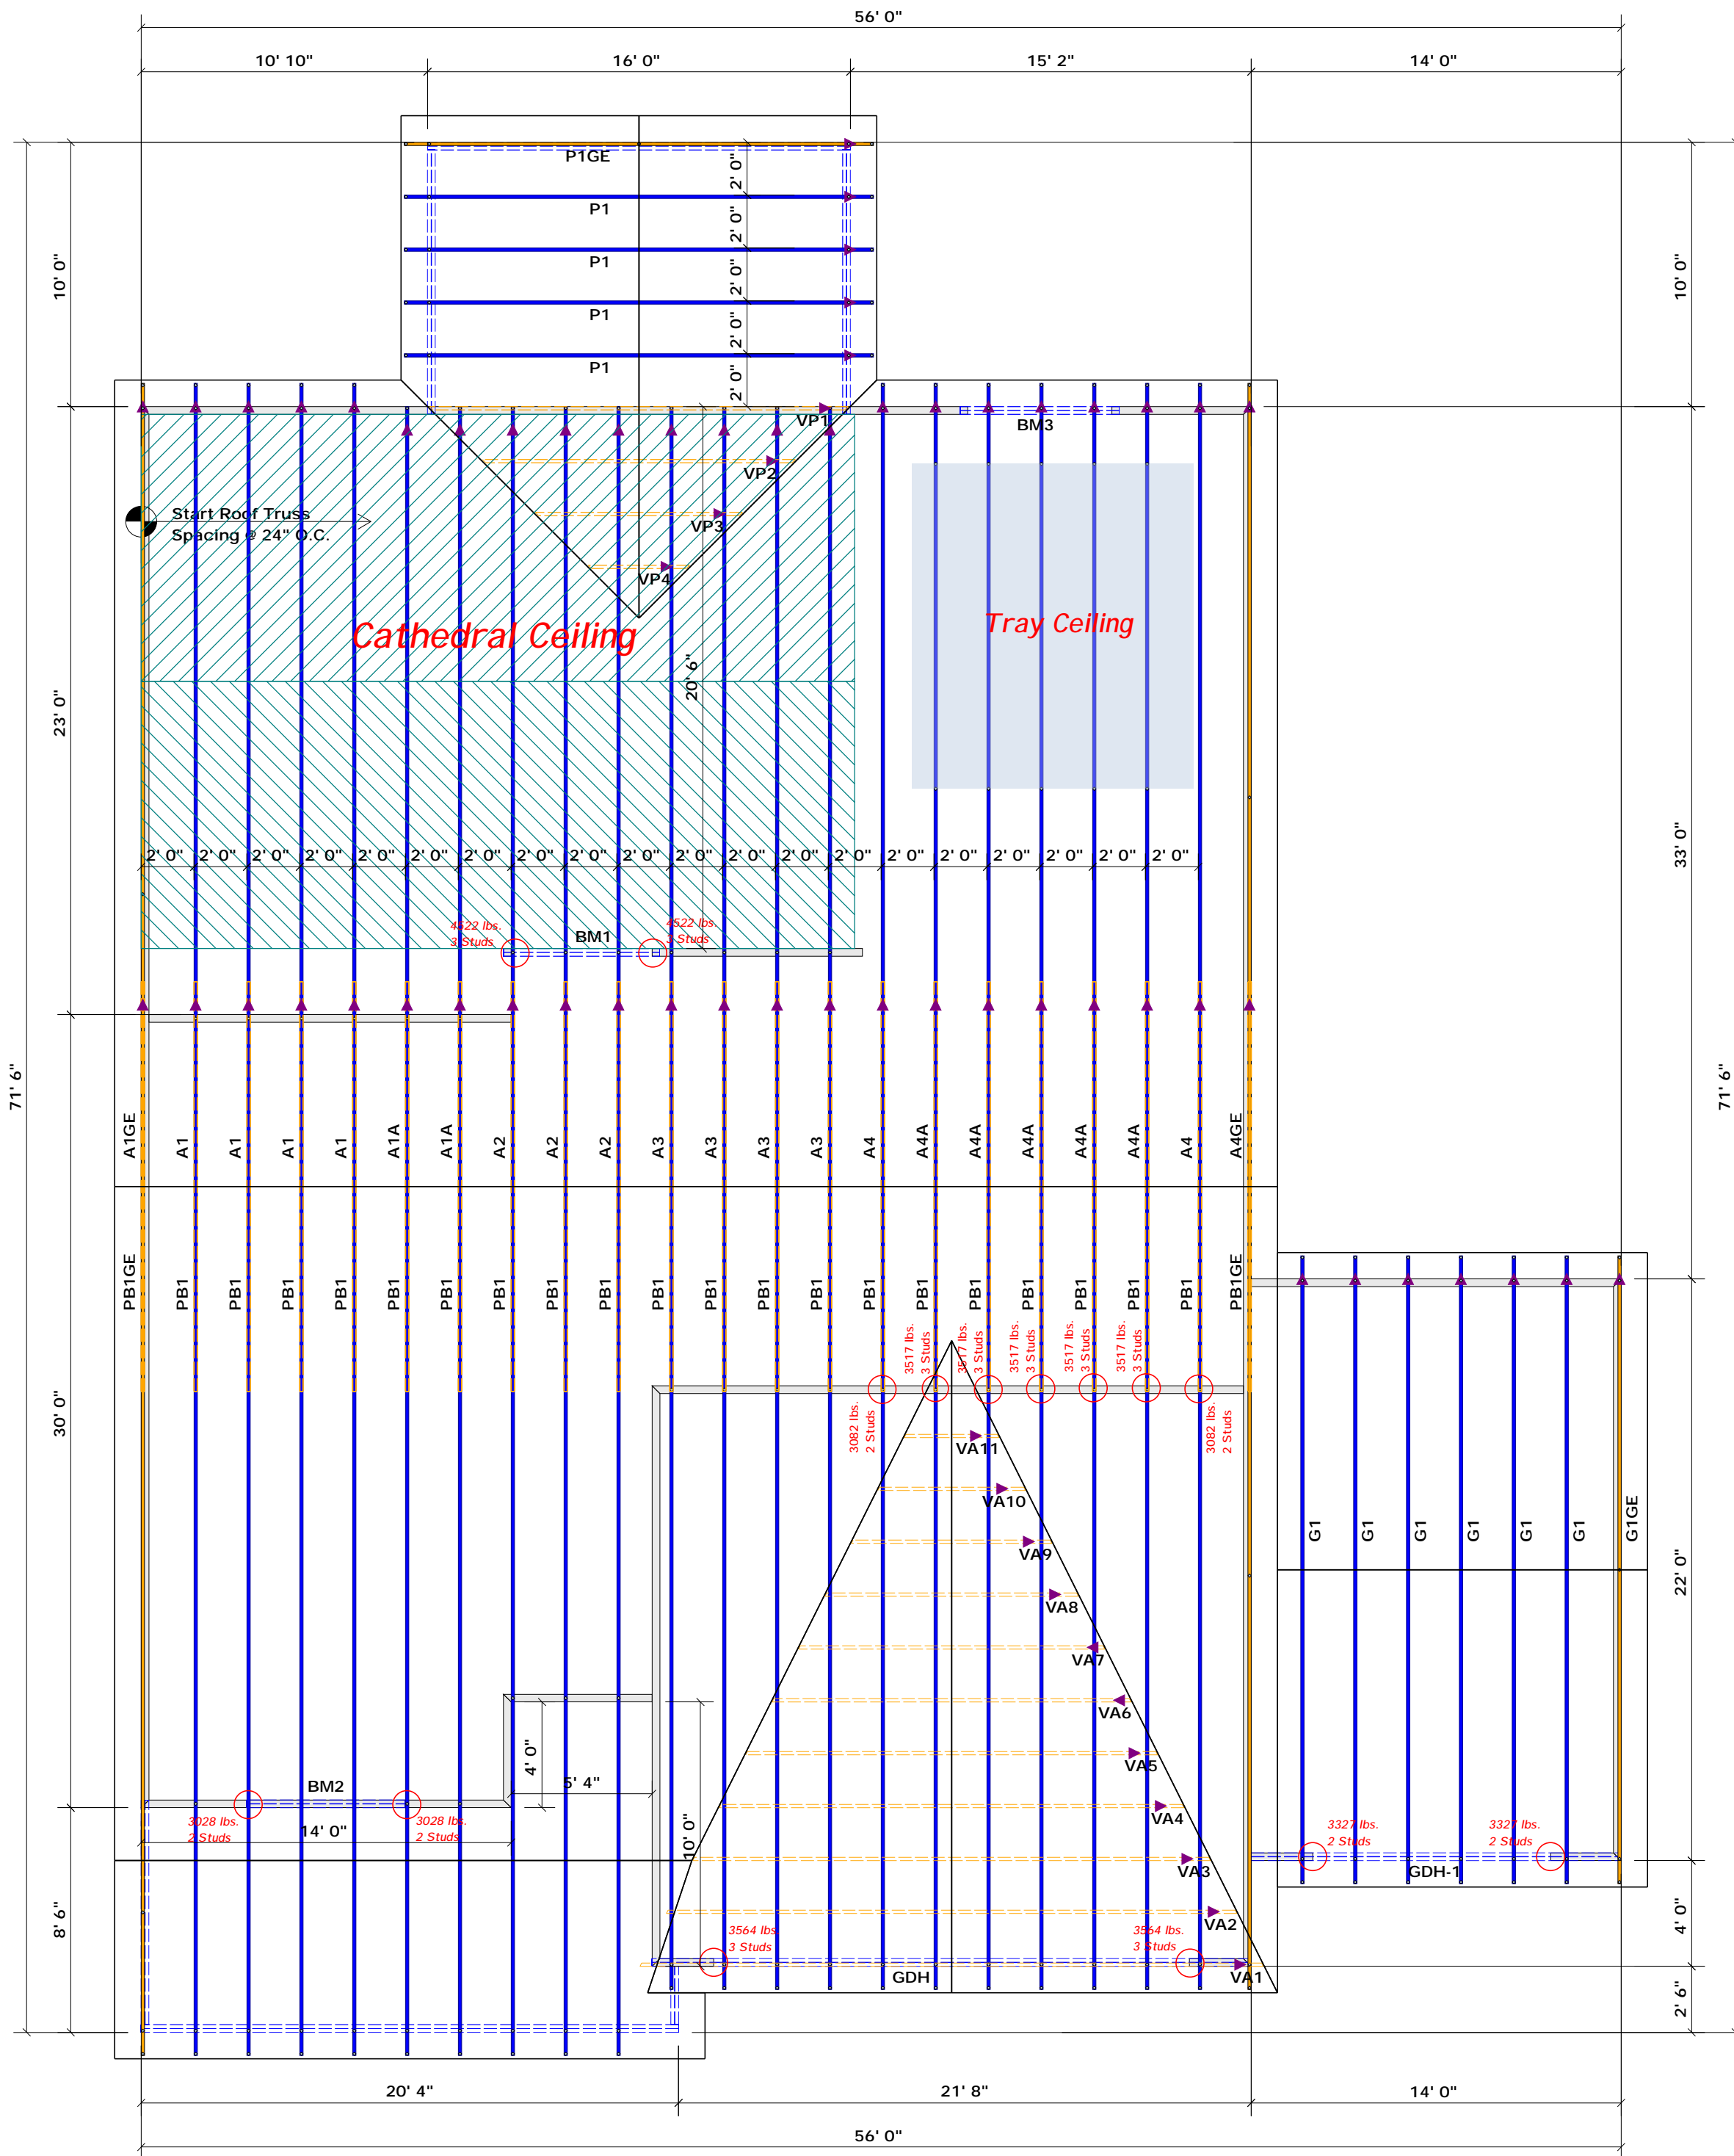 56' 0"
10' 10"
16' 0"
15' 2"
14' 0"
P1GE
2' 0"
P1
2' 0"
P1
2' 0"
P1
2' 0"
P1
2' 0"
10' 0"
10' 0"
VP1
BM3
VP2
VP3
VP4
Start Roof Truss
Spacing @ 24" O.C.
Cathedral Ceiling
Tray Ceiling
20' 6"
23' 0"
33' 0"
2' 0" 2' 0" 2' 0" 2' 0" 2' 0" 2' 0" 2' 0" 2' 0" 2' 0" 2' 0" 2' 0" 2' 0" 2' 0" 2' 0" 2' 0" 2' 0" 2' 0" 2' 0" 2' 0" 2' 0"
4522 lbs.
3 Studs
BM1
4522 lbs.
3 Studs
71' 6"
71' 6"
A1GE A1 A1 A1 A1 A1A A1A A2 A2 A2 A3 A3 A3 A3 A4 A4A A4A A4A A4A A4A A4 A4GE
PB1GE PB1 PB1 PB1 PB1 PB1 PB1 PB1 PB1 PB1 PB1 PB1 PB1 PB1 PB1 PB1 PB1 PB1 PB1 PB1 PB1 PB1GE
3517 lbs.
3 Studs
3517 lbs.
3 Studs
3517 lbs.
3 Studs
3517 lbs.
3 Studs
3517 lbs.
3 Studs
3082 lbs.
2 Studs
3082 lbs.
2 Studs
30' 0"
22' 0"
G1 G1 G1 G1 G1 G1 G1GE
VA11
VA10
VA9
VA8
VA7
VA6
VA5
VA4
VA3
VA2
VA1
4' 0"
5' 4"
10' 0"
BM2
3028 lbs.
2 Studs
3028 lbs.
2 Studs
14' 0"
3327 lbs.
2 Studs
3327 lbs.
2 Studs
GDH-1
8' 6"
4' 0"
3564 lbs.
3 Studs
3564 lbs.
3 Studs
GDH
2' 6"
20' 4"
21' 8"
14' 0"
56' 0"